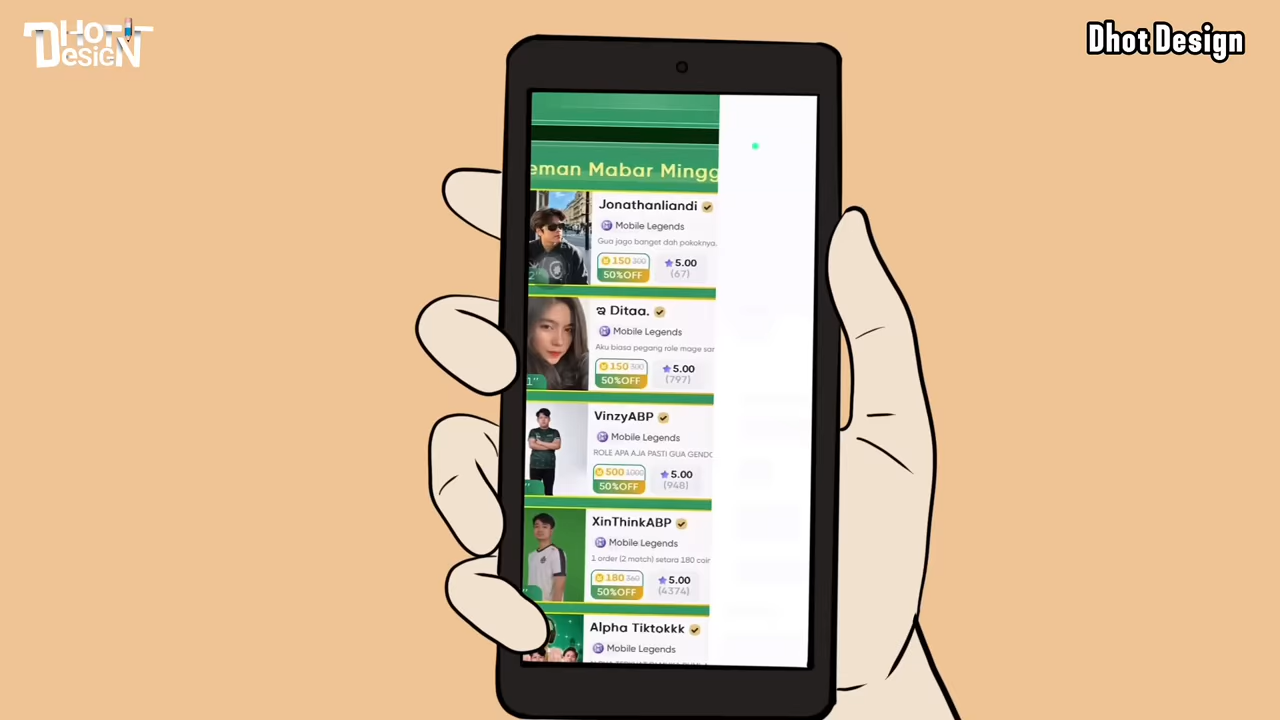 DHOT
DESIGN
Dhot Design
eman Mabar Mingg
Jonathanliandi
Mobile Legends
Gua jago banget dah pokoknya.
150 300
5.00
50%OFF
(67)
Ditaa.
Mobile Legends
Aku biasa pegang role mage sar
150 300
5.00
50%OFF
(797)
VinzyABP
Mobile Legends
ROLE APA AJA PASTI GUA GENDO
500 1000
5.00
50%OFF
(948)
XinThinkABP
Mobile Legends
1 order (2 match) setara 180 coin
180 360
5.00
50%OFF
(4374)
Alpha Tiktokkk
Mobile Legends